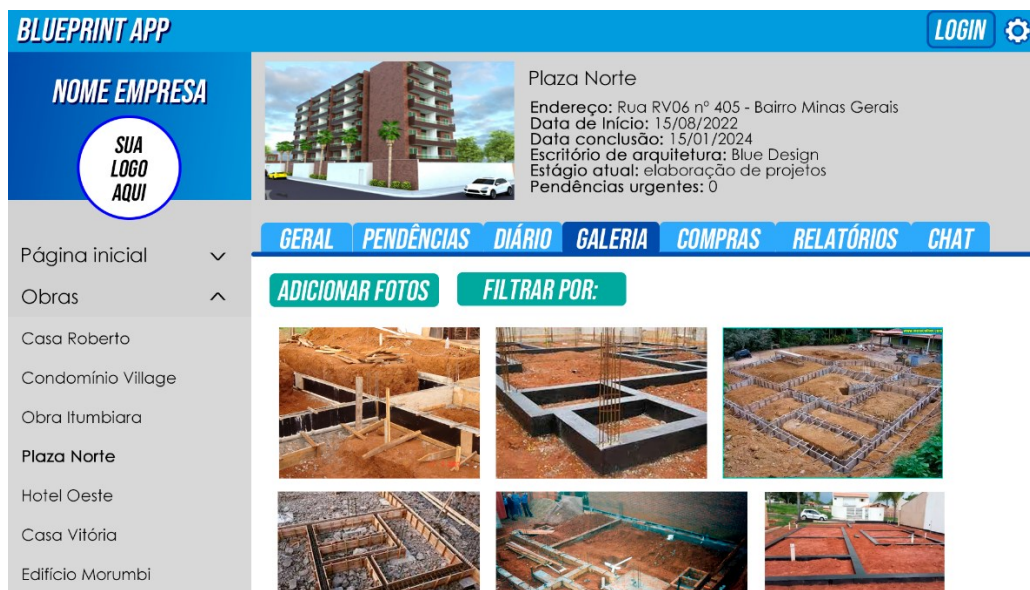 BLUEPRINT APP
LOGIN
NOME EMPRESA
SUA
LOGO
AQUI
Página inicial
Obras
Casa Roberto
Condomínio Village
Obra Itumbiara
Plaza Norte
Hotel Oeste
Casa Vitória
Edifício Morumbi
Plaza Norte
Endereço: Rua RV06 nº 405 - Bairro Minas Gerais
Data de Início: 15/08/2022
Data conclusão: 15/01/2024
Escritório de arquitetura: Blue Design
Estágio atual: elaboração de projetos
Pendências urgentes: 0
GERAL PENDÊNCIAS DIÁRIO GALERIA COMPRAS RELATÓRIOS CHAT
ADICIONAR FOTOS FILTRAR POR: